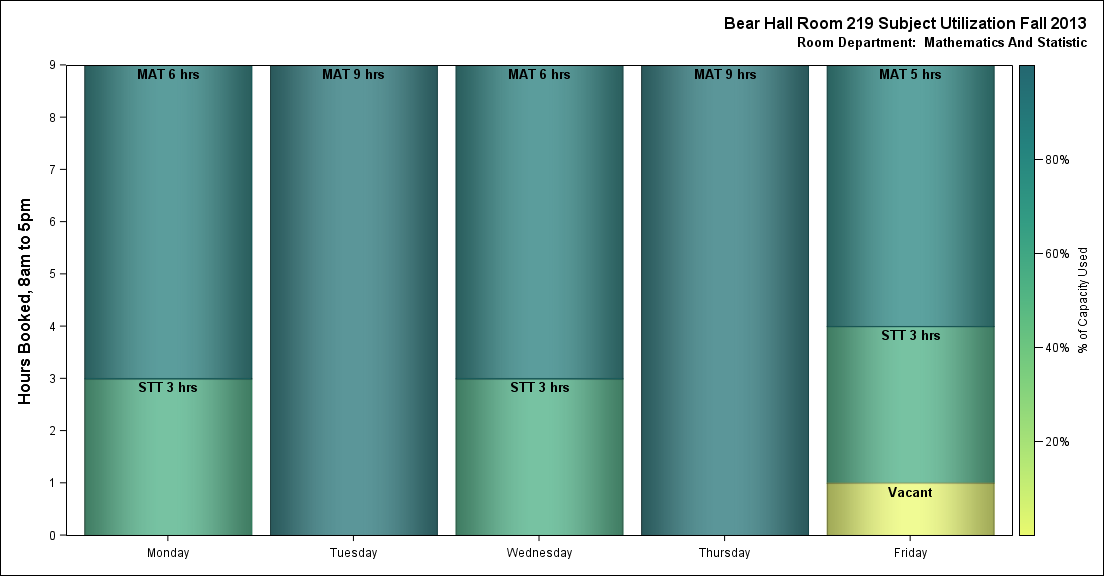 Bear Hall Room 219 Subject Utilization Fall 2013
Room Department:  Mathematics And Statistic
Hours Booked, 8am to 5pm
9
8
7
6
5
4
3
2
1
0
MAT 6 hrs
STT 3 hrs
MAT 9 hrs
MAT 6 hrs
STT 3 hrs
MAT 9 hrs
MAT 5 hrs
STT 3 hrs
Vacant
Monday
Tuesday
Wednesday
Thursday
Friday
80%
60%
40%
20%
% of Capacity Used